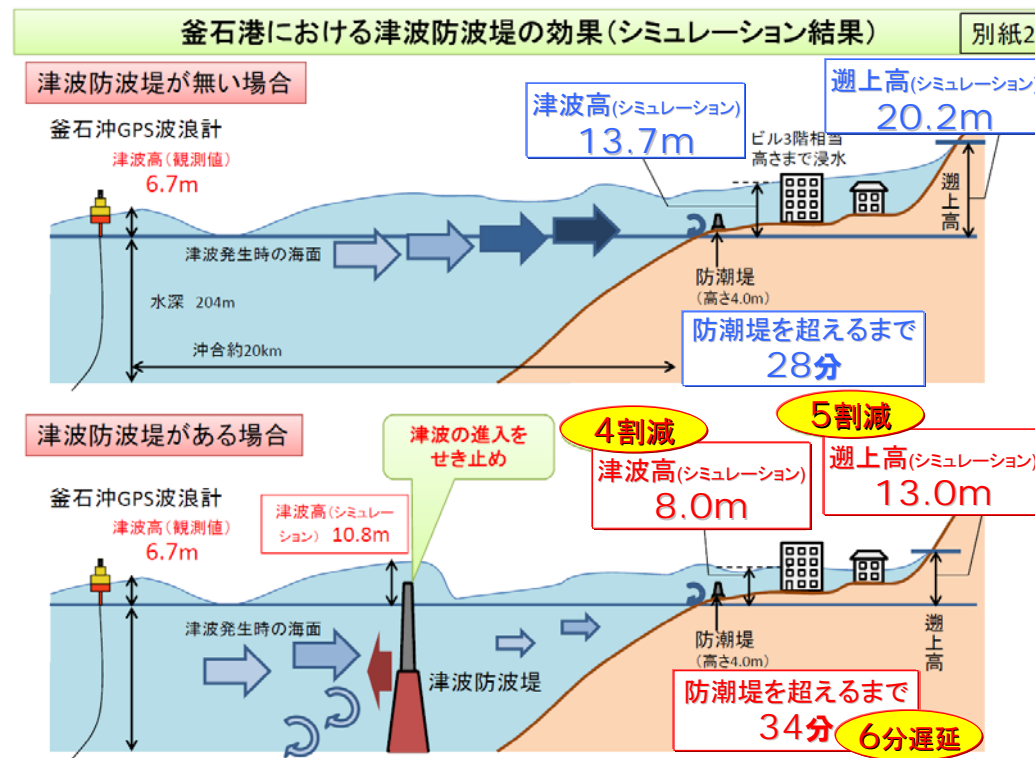 釜石港における津波防波堤の効果(シミュレーション結果)
別紙2
津波防波堤が無い場合
釜石沖GPS波浪計
津波高(観測値)
6.7m
津波高(シミュレーション)
13.7m
遡上高(シミュレーション)
20.2m
ビル3階相当
高さまで浸水
遡上高
津波発生時の海面
防潮堤
(高さ4.0m)
水深 204m
沖合約20km
防潮堤を超えるまで
28分
津波防波堤がある場合
津波の進入を
せき止め
4割減
5割減
津波高(シミュレーション)
8.0m
遡上高(シミュレーション)
13.0m
釜石沖GPS波浪計
津波高(観測値)
6.7m
津波高(シミュレー
ション) 10.8m
津波発生時の海面
津波防波堤
防潮堤
(高さ4.0m)
遡上高
防潮堤を超えるまで
34分
6分遅延